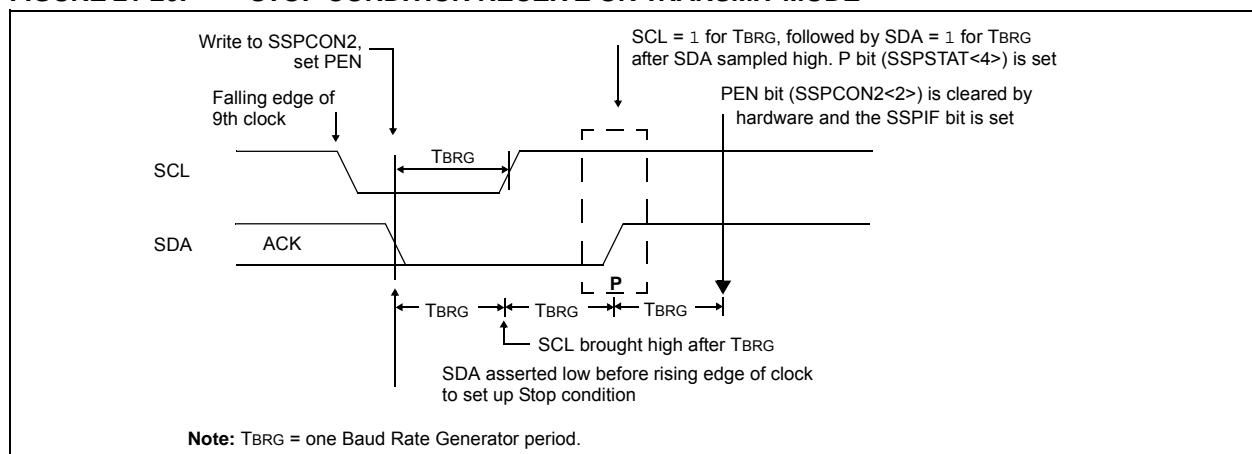 Write to SSPCON2,
set PEN
SCL = 1 for TBRG, followed by SDA = 1 for TBRG
after SDA sampled high. P bit (SSPSTAT<4>) is set
Falling edge of
9th clock
PEN bit (SSPCON2<2>) is cleared by
hardware and the SSPIF bit is set
SCL
TBRG
SDA
ACK
P
TBRG
TBRG
TBRG
SCL brought high after TBRG
SDA asserted low before rising edge of clock
to set up Stop condition
Note: TBRG = one Baud Rate Generator period.